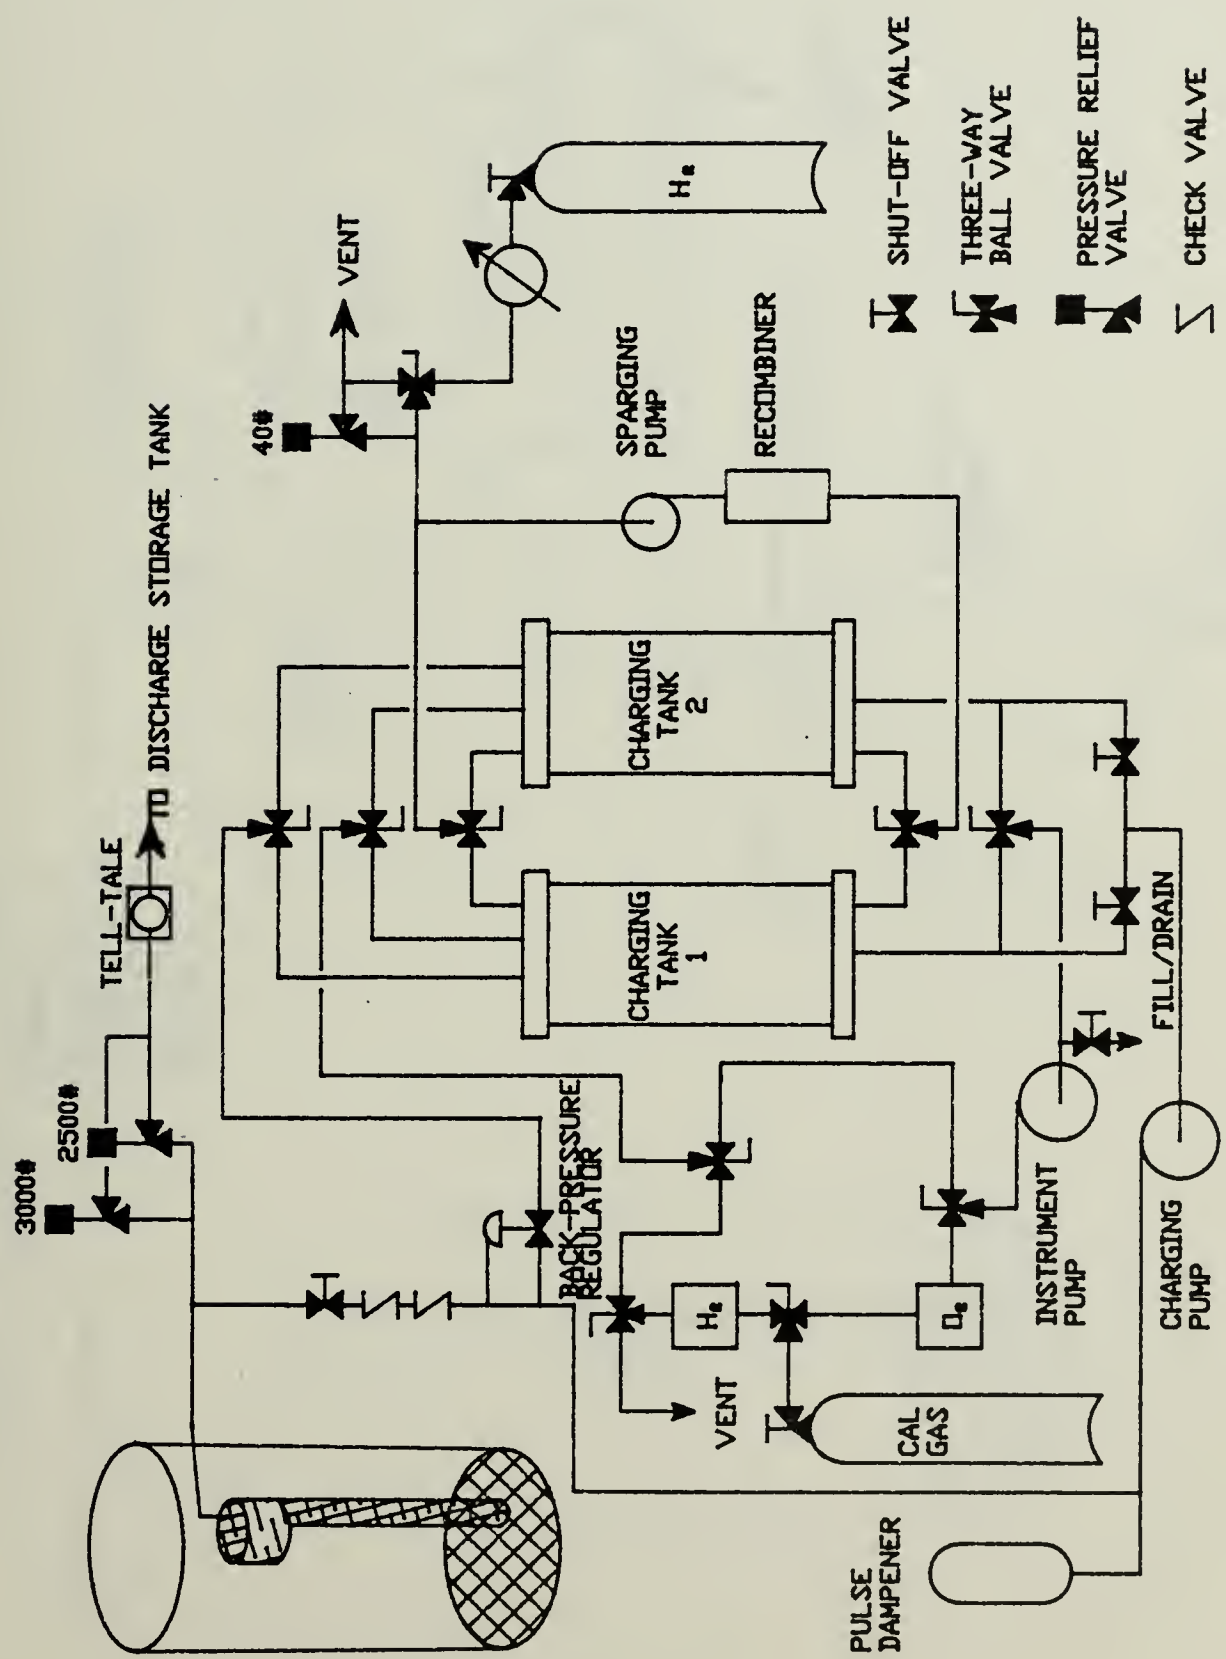 3000#
2500#
TELL-TALE
TO DISCHARGE STORAGE TANK
40#
VENT
H₂
BACK-PRESSURE
REGULATOR
CHARGING
TANK
1
CHARGING
TANK
2
SPARGING
PUMP
RECOMBINER
VENT
H₂
O₂
CAL
GAS
PULSE
DAMPENER
INSTRUMENT
PUMP
CHARGING
PUMP
FILL/DRAIN
SHUT-OFF VALVE
THREE-WAY
BALL VALVE
PRESSURE RELIEF
VALVE
CHECK VALVE